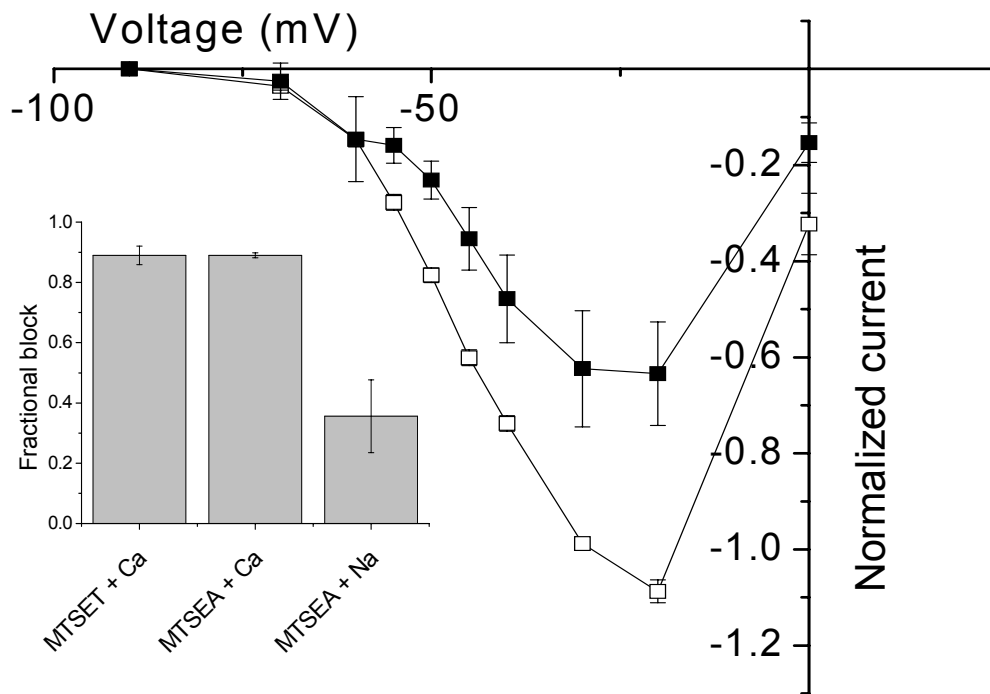 Voltage (mV)
-100
-50
-0.2
-0.4
-0.6
-0.8
-1.0
-1.2
Normalized current
1.0
0.8
0.6
0.4
0.2
0.0
Fractional block
MTSET + Ca
MTSEA + Ca
MTSEA + Na